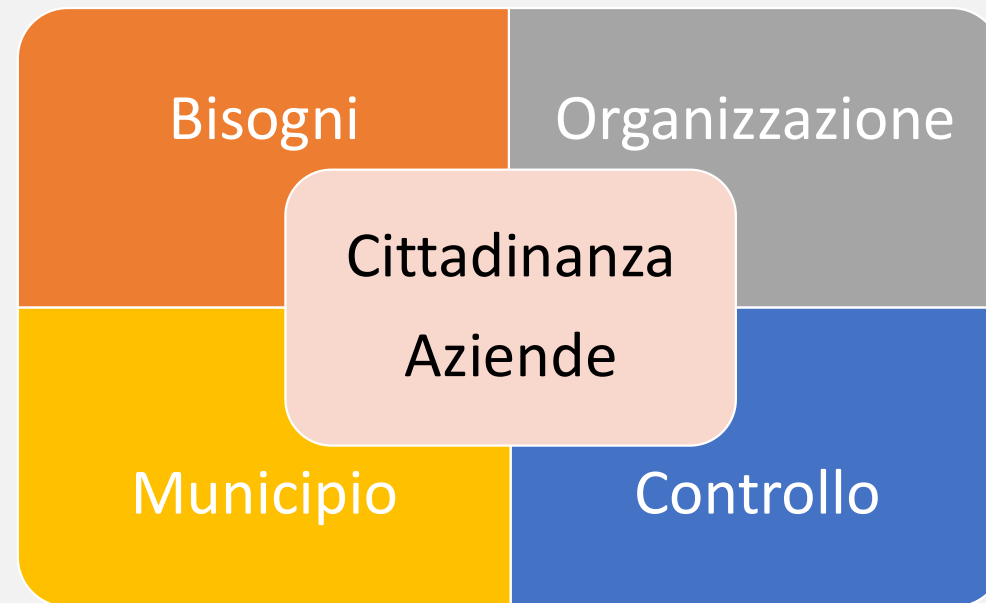 Bisogni
Organizzazione
Cittadinanza
Aziende
Municipio
Controllo